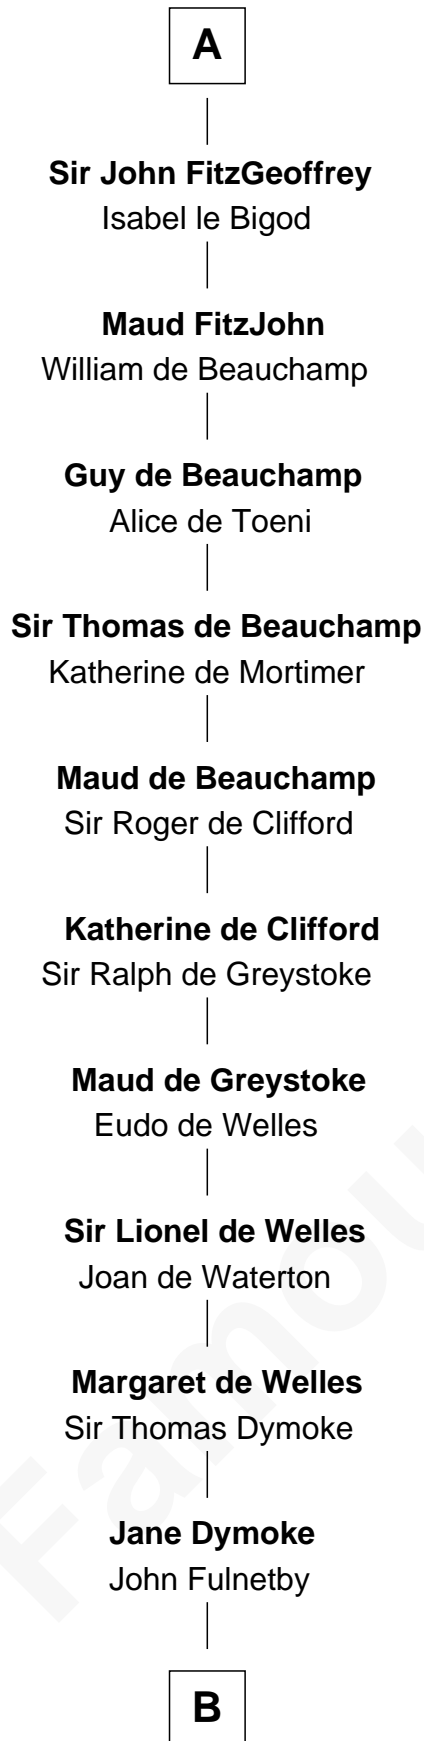 A
Sir John FitzGeoffrey
Isabel le Bigod
Maud FitzJohn
William de Beauchamp
Guy de Beauchamp
Alice de Toeni
Sir Thomas de Beauchamp
Katherine de Mortimer
Maud de Beauchamp
Sir Roger de Clifford
Katherine de Clifford
Sir Ralph de Greystoke
Maud de Greystoke
Eudo de Welles
Sir Lionel de Welles
Joan de Waterton
Margaret de Welles
Sir Thomas Dymoke
Jane Dymoke
John Fulnetby
B
Famou